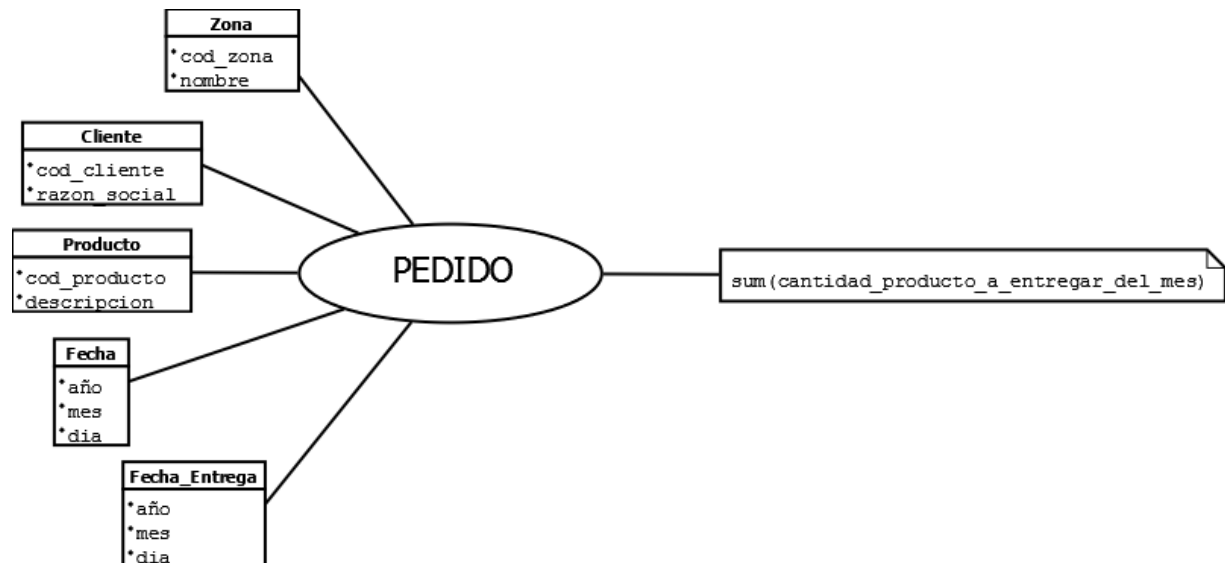 Zona
*cod_zona
*nombre
Cliente
*cod_cliente
*razon_social
Producto
*cod_producto
*descripcion
Fecha
*año
*mes
*dia
Fecha_Entrega
*año
*mes
*dia
PEDIDO
sum(cantidad_producto_a_entregar_del_mes)